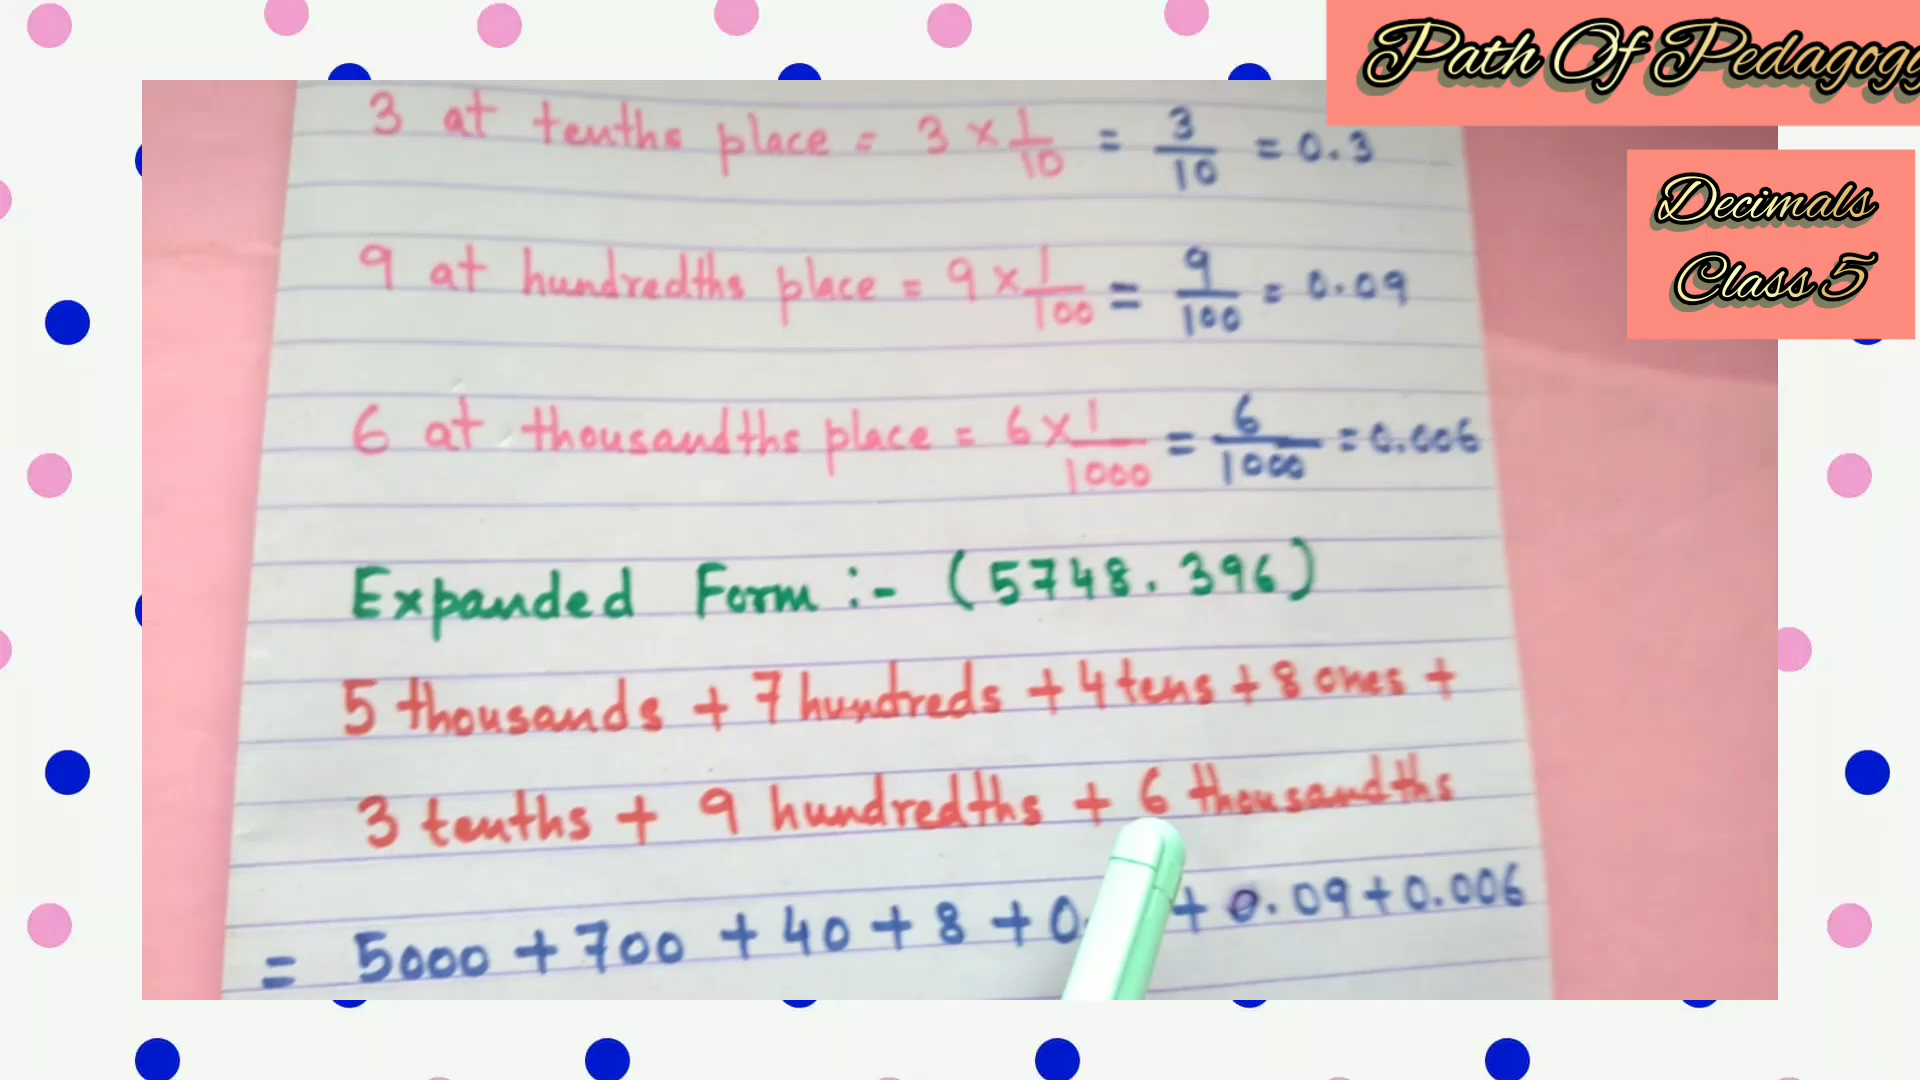 Path Of Pedagogy
Decimals
Class 5
3 at tenths place = 3 × 1/10 = 3/10 = 0.3
9 at hundredths place = 9 × 1/100 = 9/100 = 0.09
6 at thousandths place = 6 × 1/1000 = 6/1000 = 0.006
Expanded Form :- (5748.396)
5 thousands + 7 hundreds + 4 tens + 8 ones +
3 tenths + 9 hundredths + 6 thousandths
= 5000 + 700 + 40 + 8 + 0. + 0.09 + 0.006